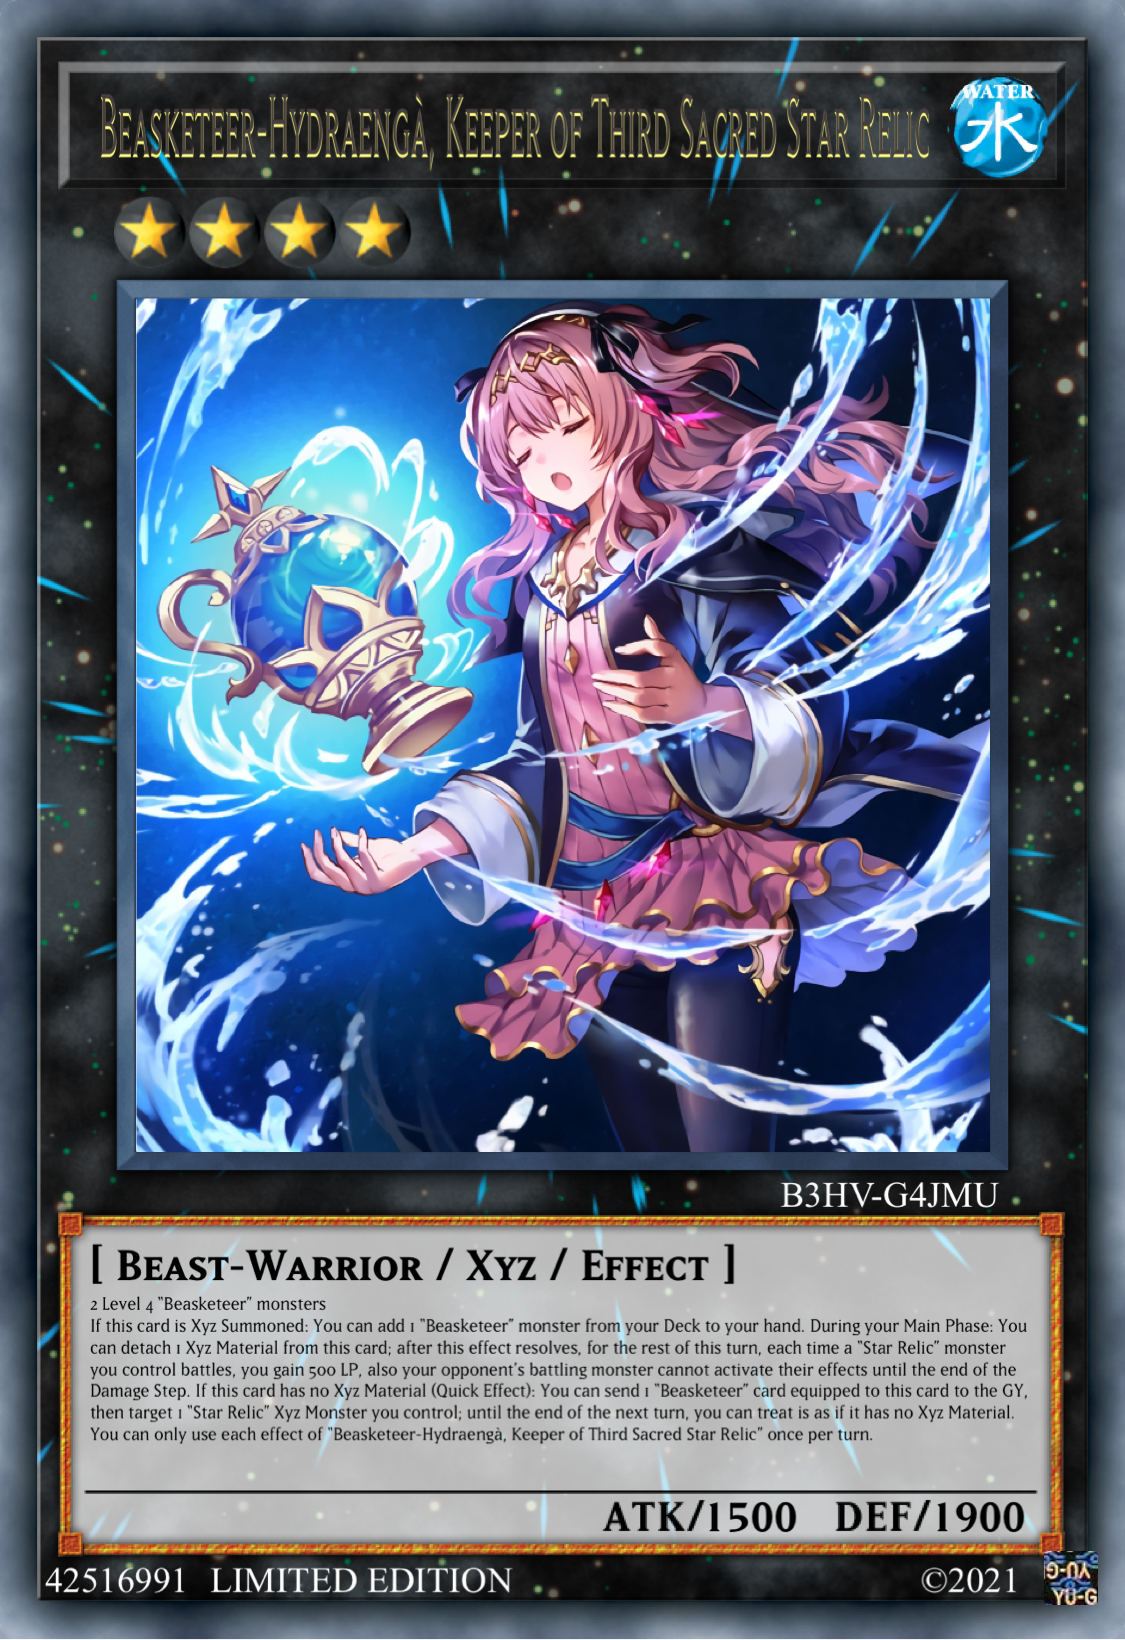 Beasketeer-Hydraengà, Keeper of Third Sacred Star Relic
WATER
水
B3HV-G4JMU
[ Beast-Warrior / Xyz / Effect ]
2 Level 4 "Beasketeer" monsters
If this card is Xyz Summoned: You can add 1 "Beasketeer" monster from your Deck to your hand. During your Main Phase: You
can detach 1 Xyz Material from this card; after this effect resolves, for the rest of this turn, each time a "Star Relic" monster
you control battles, you gain 500 LP, also your opponent's battling monster cannot activate their effects until the end of the
Damage Step. If this card has no Xyz Material (Quick Effect): You can send 1 "Beasketeer" card equipped to this card to the GY,
then target 1 "Star Relic" Xyz Monster you control; until the end of the next turn, you can treat is as if it has no Xyz Material.
You can only use each effect of "Beasketeer-Hydraengà, Keeper of Third Sacred Star Relic" once per turn.
ATK/1500 DEF/1900
42516991 LIMITED EDITION
©2021
YU-G